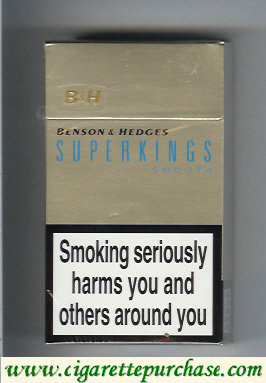 B&H
BENSON & HEDGES
SUPERKINGS
SMOOTH
Smoking seriously
harms you and
others around you
www.cigarettepurchase.com